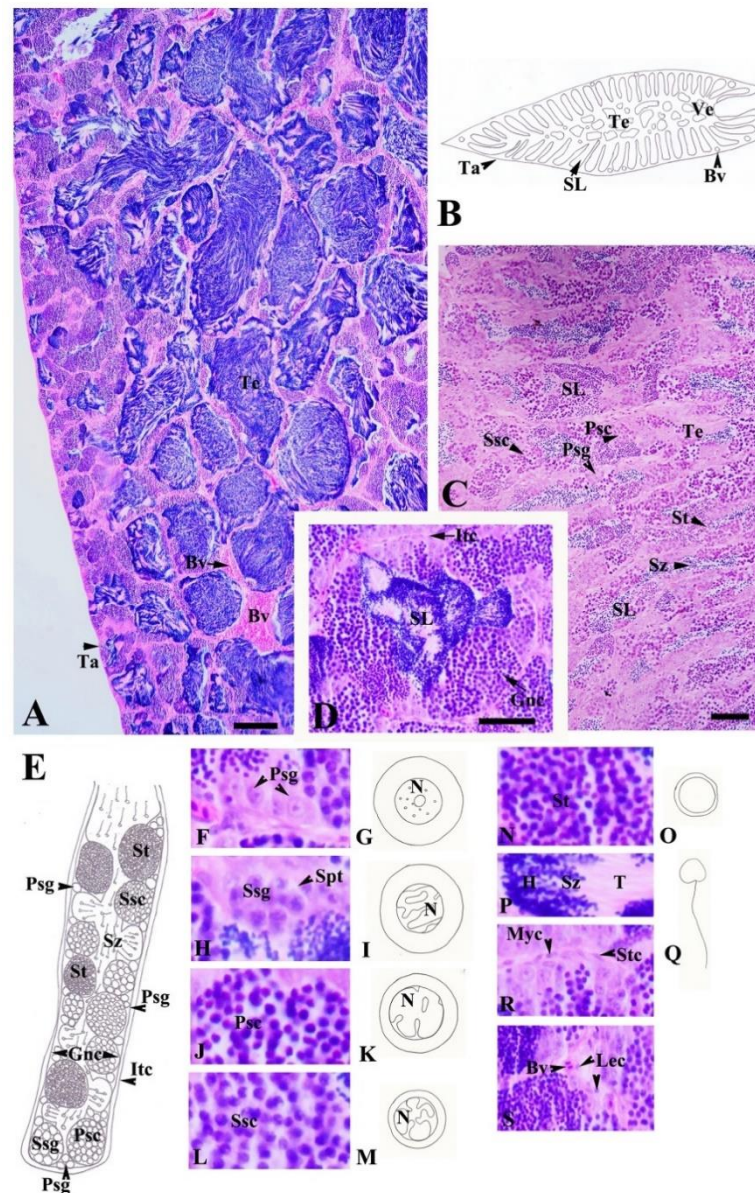 Te
Bv
Bv
Ta
A
Te
Ve
Ta
SL
Bv
B
SL
Psc
Te
Ssc
Psg
St
Sz
SL
C
Itc
SL
Gnc
D
E
St
Psg
Ssc
Sz
St
Psg
Gnc
Itc
Ssg
Psc
Psg
Psg
F
N
G
Ssg
Spt
H
N
I
Psc
J
N
K
Ssc
L
N
M
St
N
O
H
Sz
T
P
Q
Myc
Stc
R
Bv
Lec
S